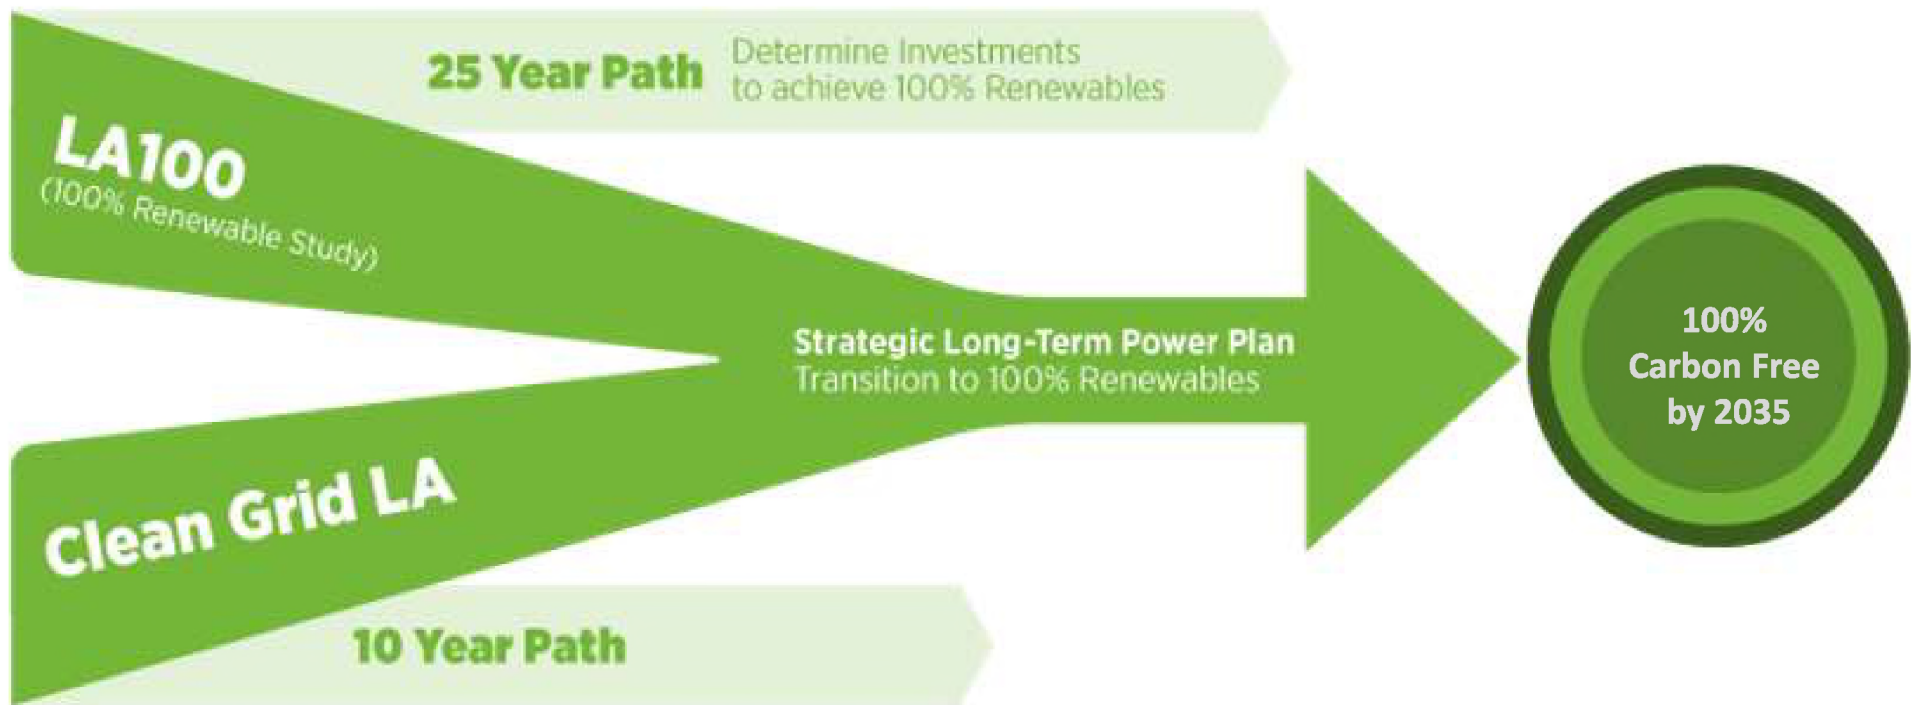 25 Year Path
Determine Investments
to achieve 100% Renewables
LA100
(100% Renewable Study)
Strategic Long-Term Power Plan
Transition to 100% Renewables
100%
Carbon Free
by 2035
Clean Grid LA
10 Year Path